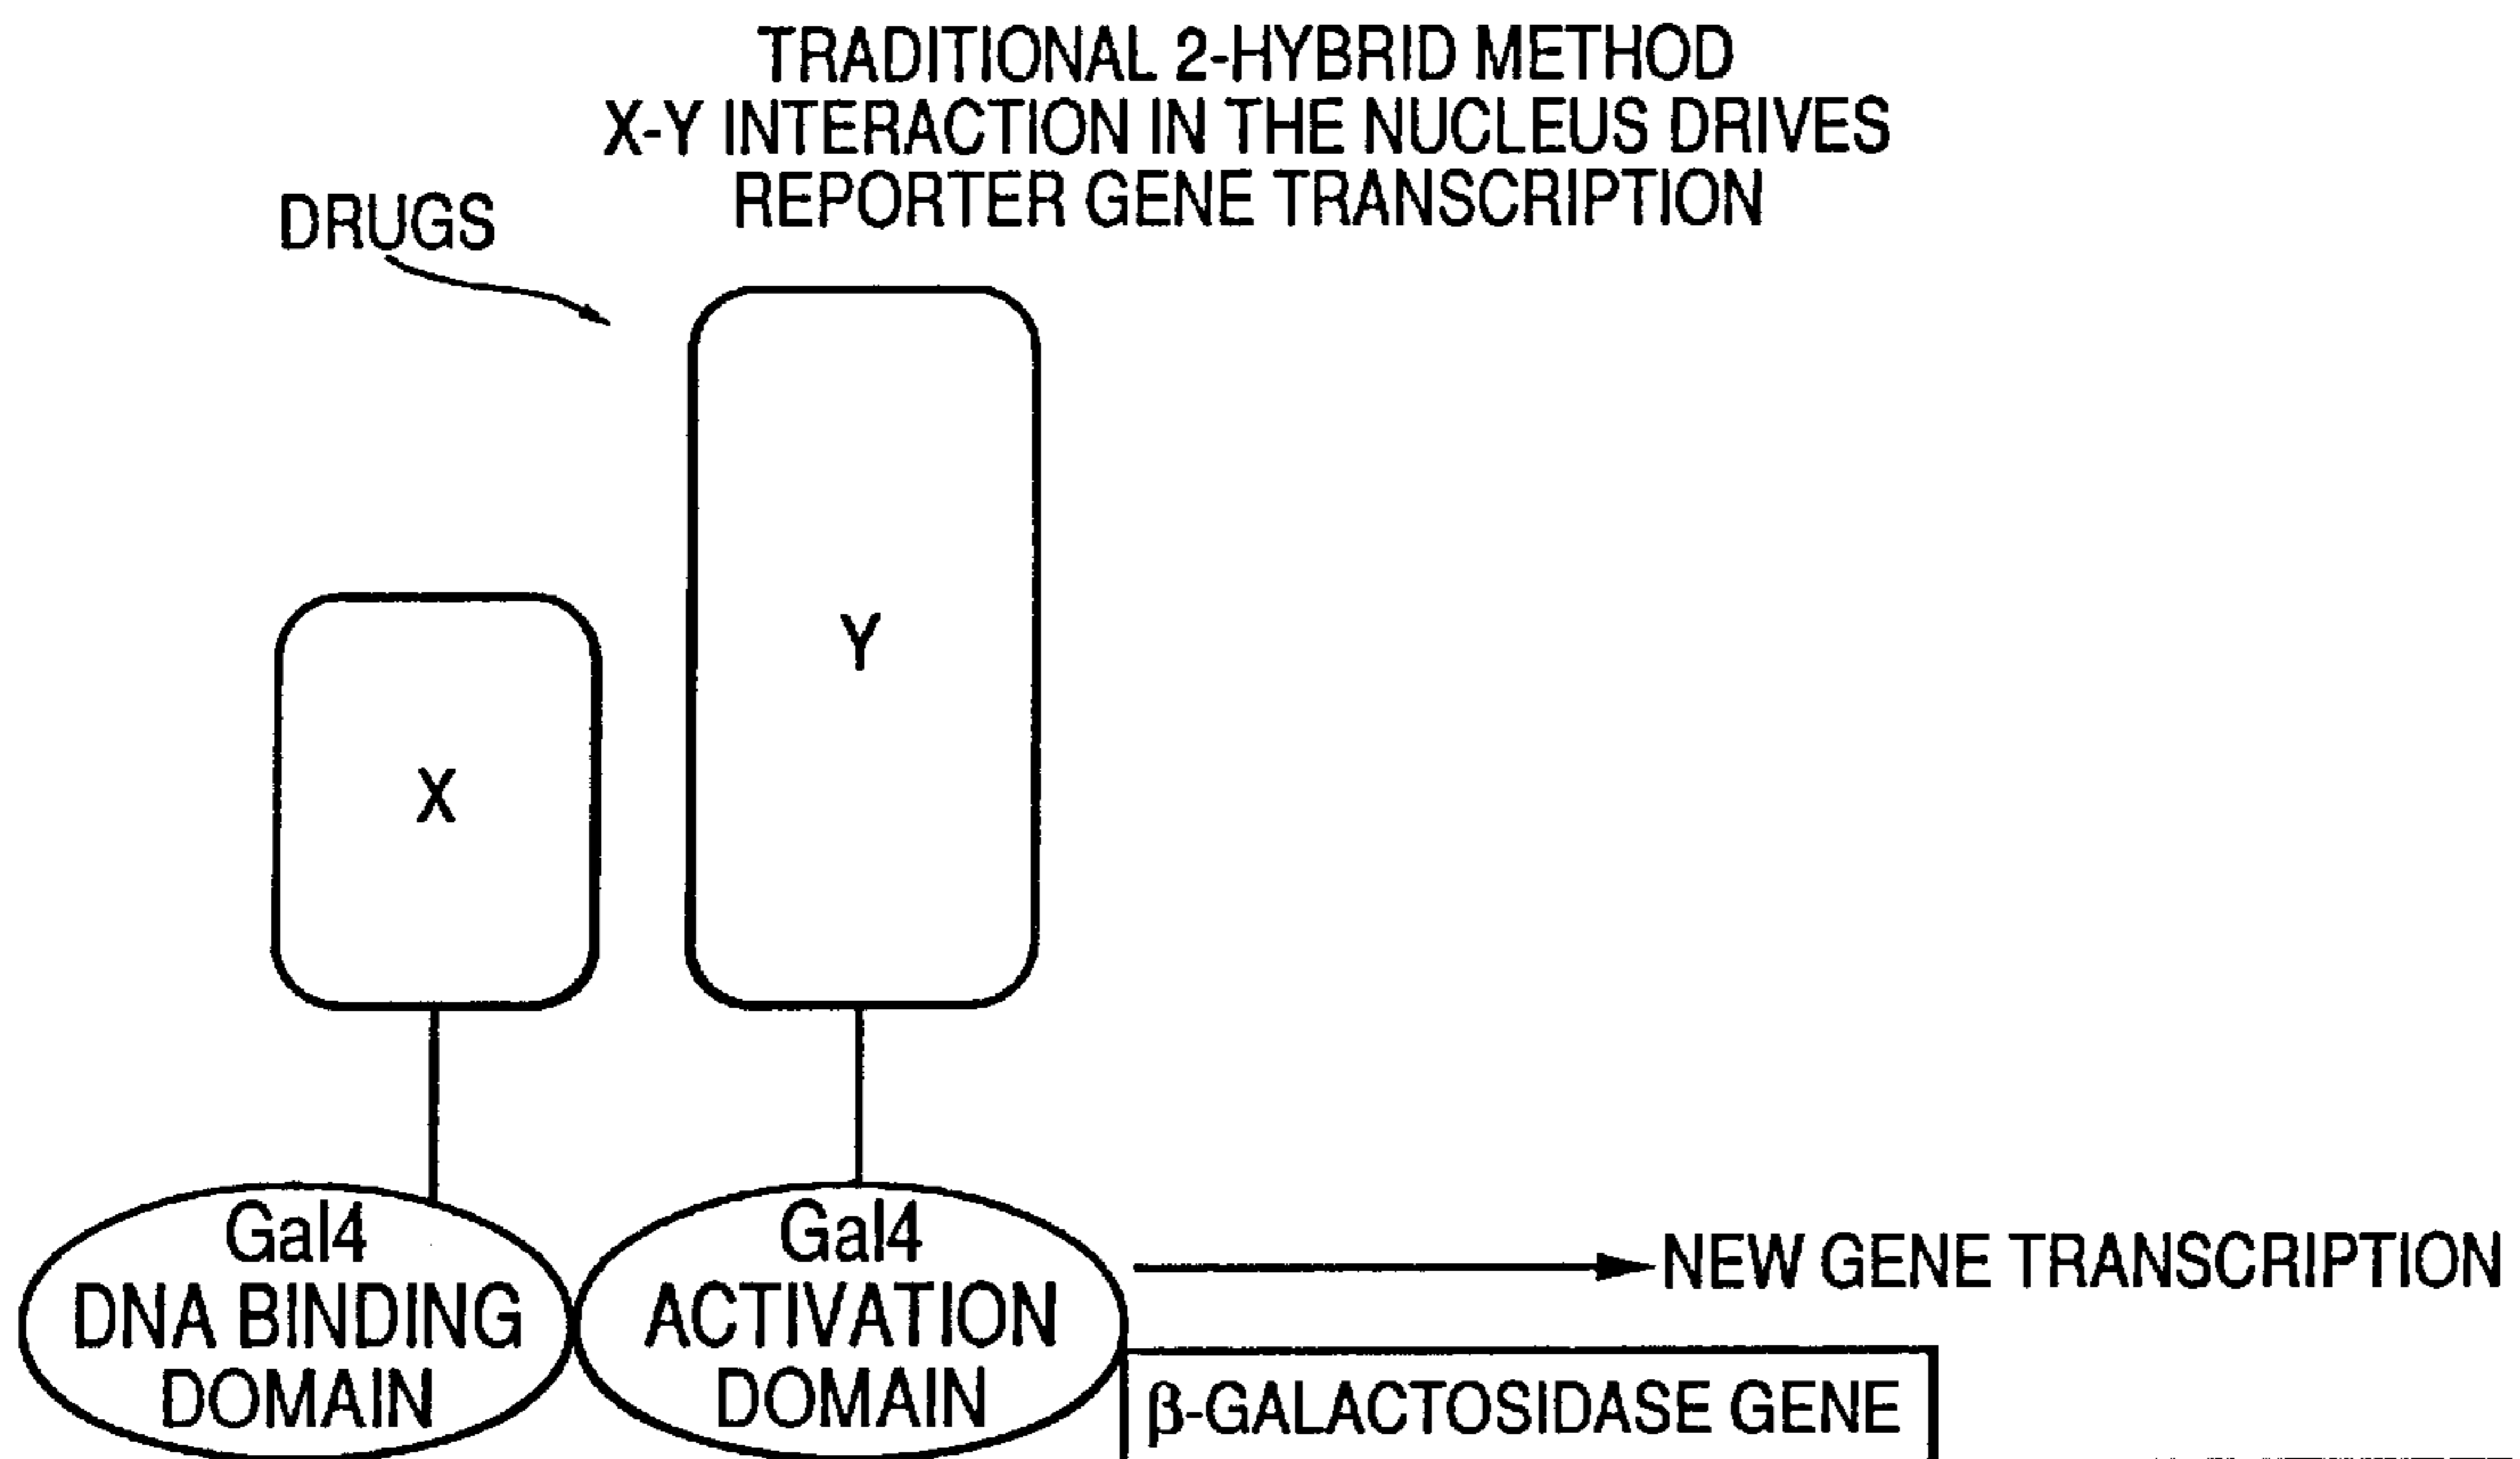 TRADITIONAL 2-HYBRID METHOD
X-Y INTERACTION IN THE NUCLEUS DRIVES
REPORTER GENE TRANSCRIPTION
DRUGS
Y
X
Gal4
DNA BINDING
DOMAIN
Gal4
ACTIVATION
DOMAIN
NEW GENE TRANSCRIPTION
β-GALACTOSIDASE GENE